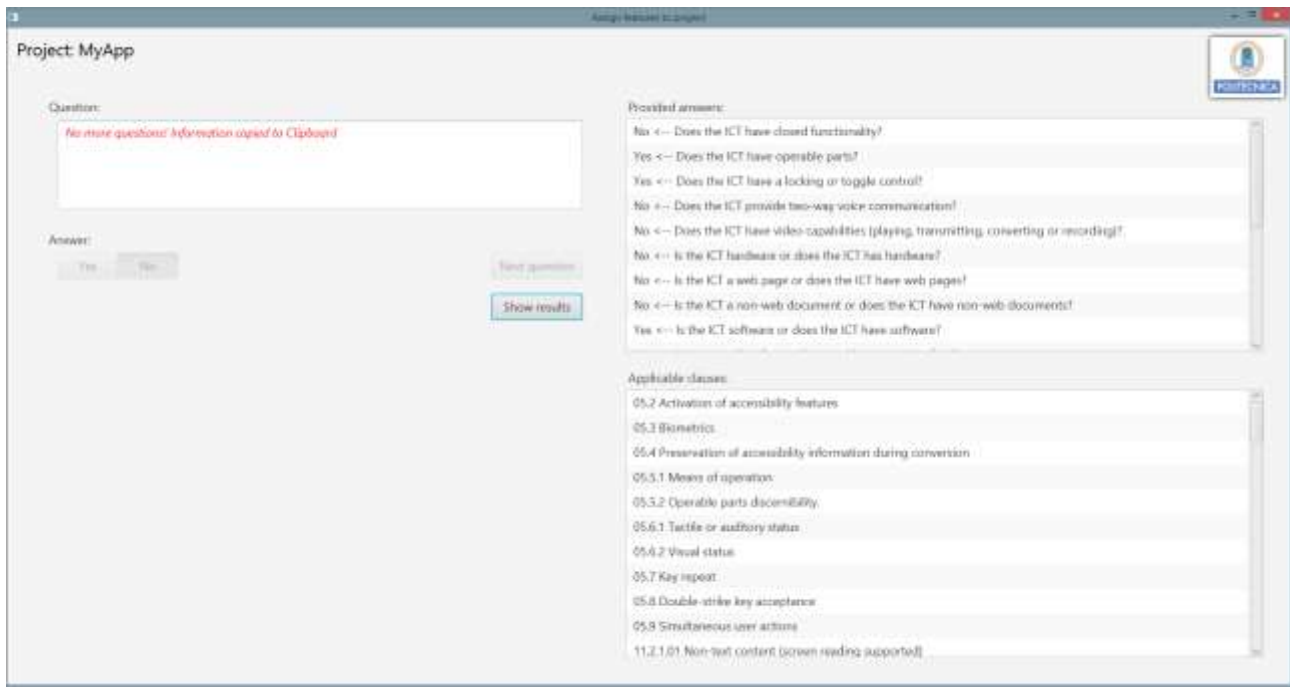 Assign features to project
Project: MyApp
POLITECNICA
Question:
No more questions! Information copied to Clipboard
Answer:
Yes No
Next question
Show results
Provided answers:
No <-- Does the ICT have closed functionality?
Yes <-- Does the ICT have operable parts?
Yes <-- Does the ICT have a locking or toggle control?
No <-- Does the ICT provide two-way voice communication?
No <-- Does the ICT have video capabilities (playing, transmitting, converting or recording)?
No <-- Is the ICT hardware or does the ICT has hardware?
No <-- Is the ICT a web page or does the ICT have web pages?
No <-- Is the ICT a non-web document or does the ICT have non-web documents?
Yes <-- Is the ICT software or does the ICT have software?
Applicable clauses:
05.2 Activation of accessibility features
05.3 Biometrics
05.4 Preservation of accessibility information during conversion
05.5.1 Means of operation
05.5.2 Operable parts discernibility
05.6.1 Tactile or auditory status
05.6.2 Visual status
05.7 Key repeat
05.8 Double-strike key acceptance
05.9 Simultaneous user actions
11.2.1.01 Non-text content (screen reading supported)